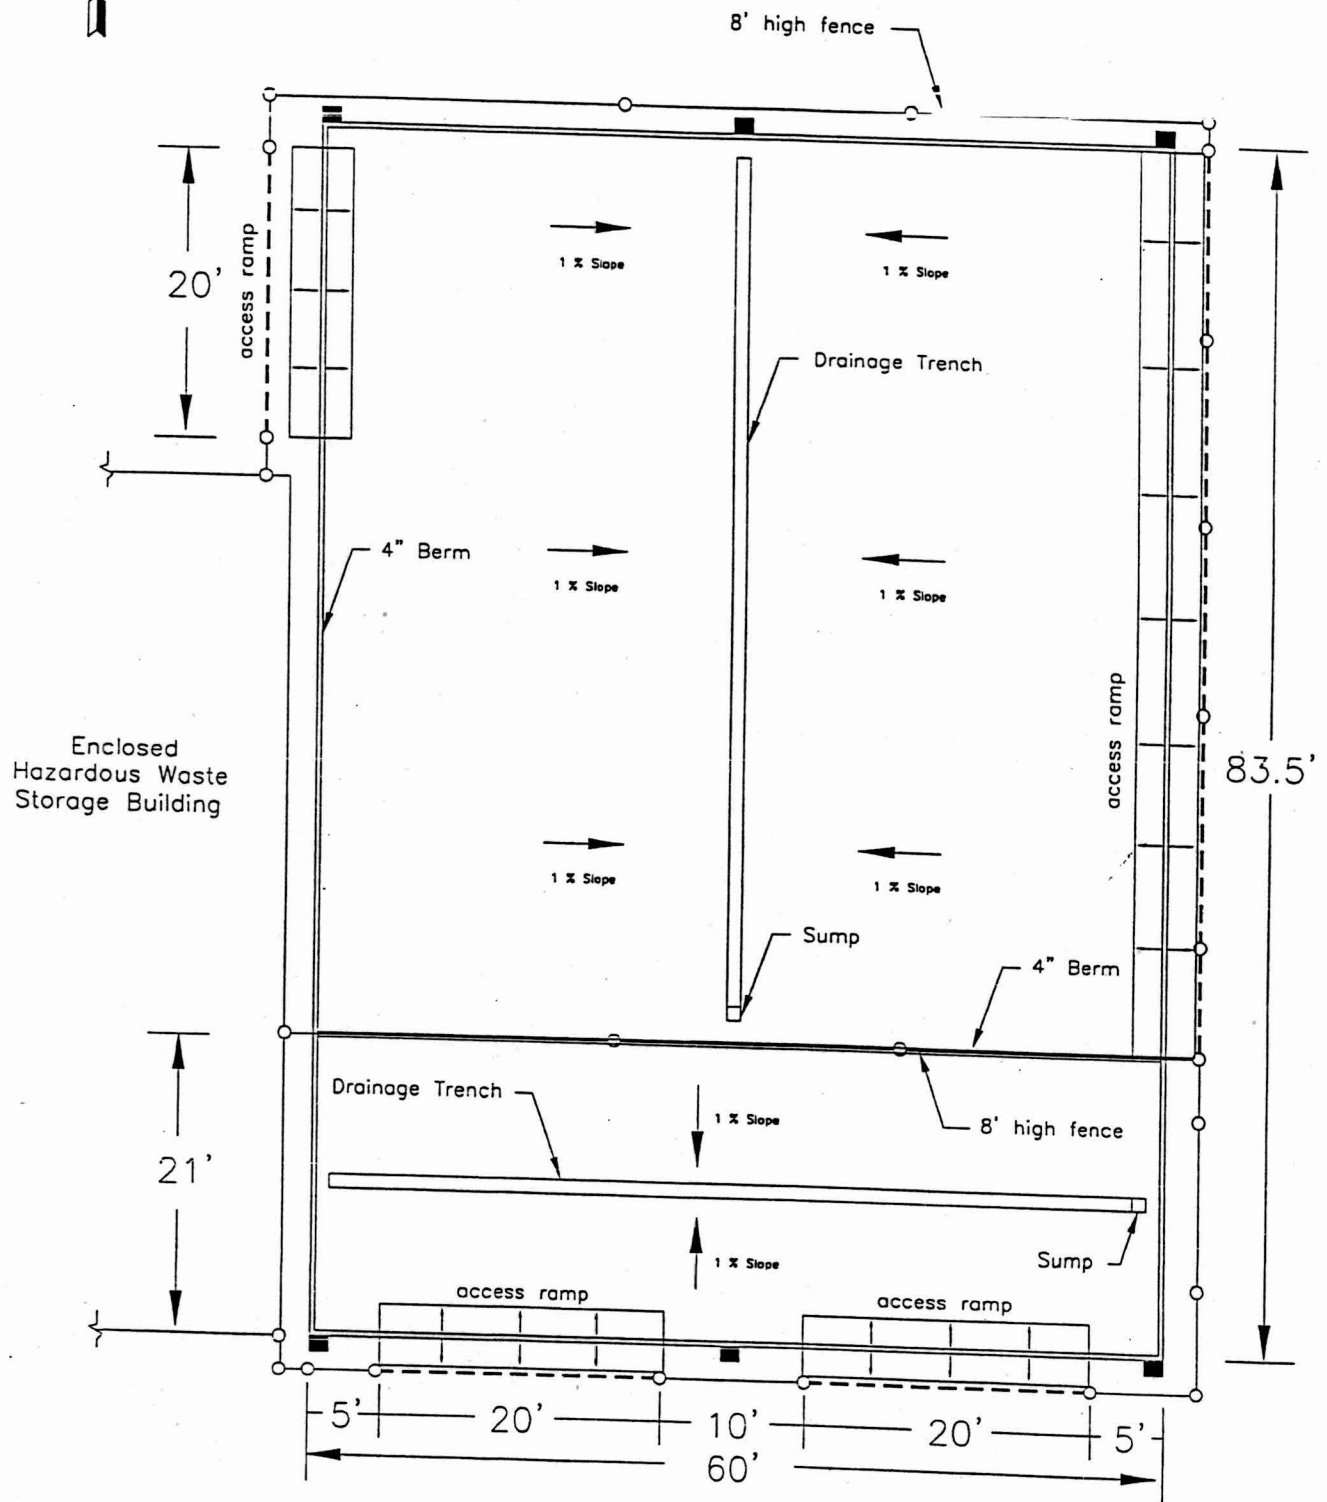 8' high fence
20'
access ramp
1 % Slope
1 % Slope
Drainage Trench
4" Berm
1 % Slope
1 % Slope
access ramp
Enclosed
Hazardous Waste
Storage Building
83.5'
1 % Slope
1 % Slope
Sump
4" Berm
Drainage Trench
1 % Slope
8' high fence
21'
1 % Slope
Sump
access ramp
access ramp
5'
20'
10'
20'
5'
60'